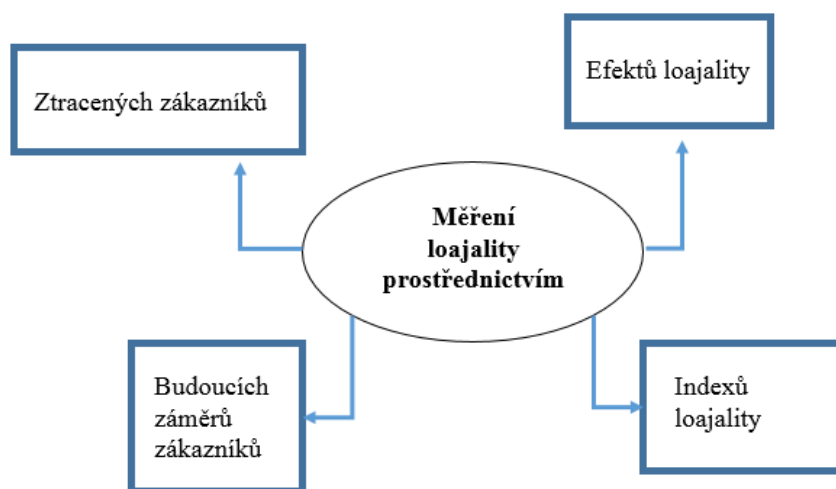 Ztracených zákazníků
Efektů loajality
Měření
loajality
prostřednictvím
Budoucích
záměrů
zákazníků
Indexů
loajality